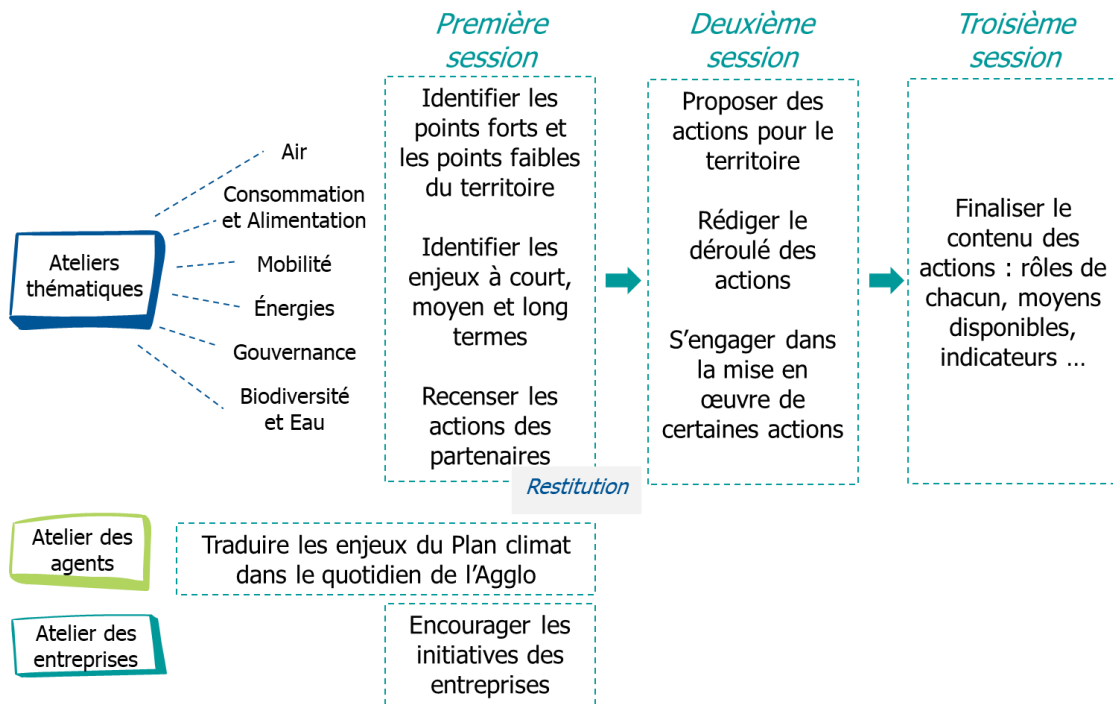 Première
session
Deuxième
session
Troisième
session
Ateliers
thématiques
Air
Consommation
et Alimentation
Mobilité
Énergies
Gouvernance
Biodiversité
et Eau
Identifier les
points forts et
les points faibles
du territoire
Identifier les
enjeux à court,
moyen et long
termes
Recenser les
actions des
partenaires
Restitution
Proposer des
actions pour le
territoire
Rédiger le
déroulé des
actions
S’engager dans
la mise en
œuvre de
certaines actions
Finaliser le
contenu des
actions : rôles de
chacun, moyens
disponibles,
indicateurs …
Atelier des
agents
Traduire les enjeux du Plan climat
dans le quotidien de l’Agglo
Atelier des
entreprises
Encourager les
initiatives des
entreprises